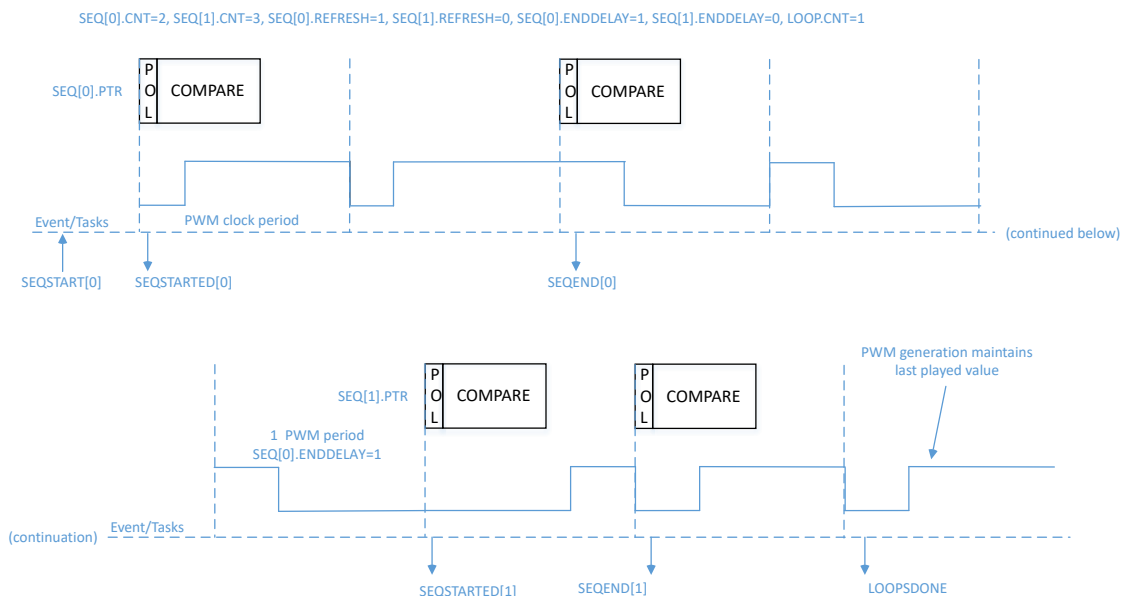 SEQ[0].CNT=2, SEQ[1].CNT=3, SEQ[0].REFRESH=1, SEQ[1].REFRESH=0, SEQ[0].ENDDELAY=1, SEQ[1].ENDDELAY=0, LOOP.CNT=1
SEQ[0].PTR
P
O
L
COMPARE
P
O
L
COMPARE
Event/Tasks
PWM clock period
(continued below)
SEQSTART[0]
SEQSTARTED[0]
SEQEND[0]
PWM generation maintains
last played value
SEQ[1].PTR
P
O
L
COMPARE
P
O
L
COMPARE
1 PWM period
SEQ[0].ENDDELAY=1
Event/Tasks
(continuation)
SEQSTARTED[1]
SEQEND[1]
LOOPSDONE